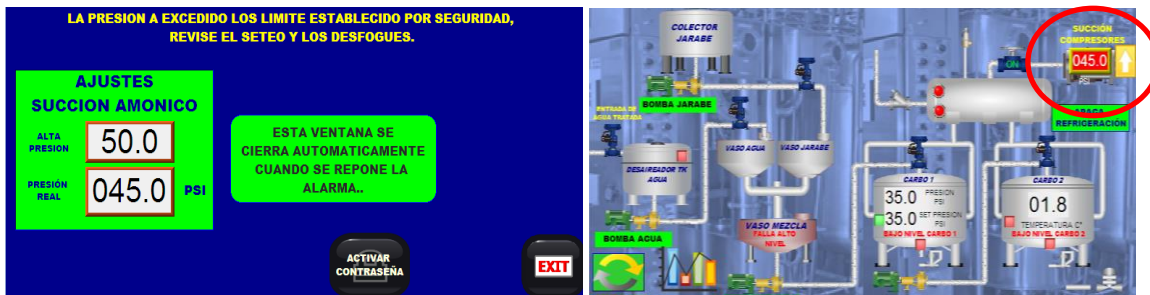 LA PRESION A EXCEDIDO LOS LIMITE ESTABLECIDO POR SEGURIDAD,
REVISE EL SETEO Y LOS DESFOGUES.
AJUSTES
SUCCION AMONICO
ALTA
PRESION
50.0
PRESIÓN
REAL
045.0
PSI
ESTA VENTANA SE
CIERRA AUTOMATICAMENTE
CUANDO SE REPONE LA
ALARMA..
ACTIVAR
CONTRASEÑA
EXIT
COLECTOR
JARABE
SUCCIÓN
COMPRESORES
ON
045.0
PSI
BOMBA JARABE
ENTRADA DE
AGUA TRATADA
APAGA
REFRIGERACIÓN
VASO AGUA
VASO JARABE
DESAIREADOR TK
AGUA
CARBO 1
35.0 PRESION
PSI
35.0 SET PRESION
PSI
BAJO NIVEL CARBO 1
CARBO 2
01.8
TEMPERATURA C°
BAJO NIVEL CARBO 2
VASO MEZCLA
FALLA ALTO
NIVEL
BOMBA AGUA